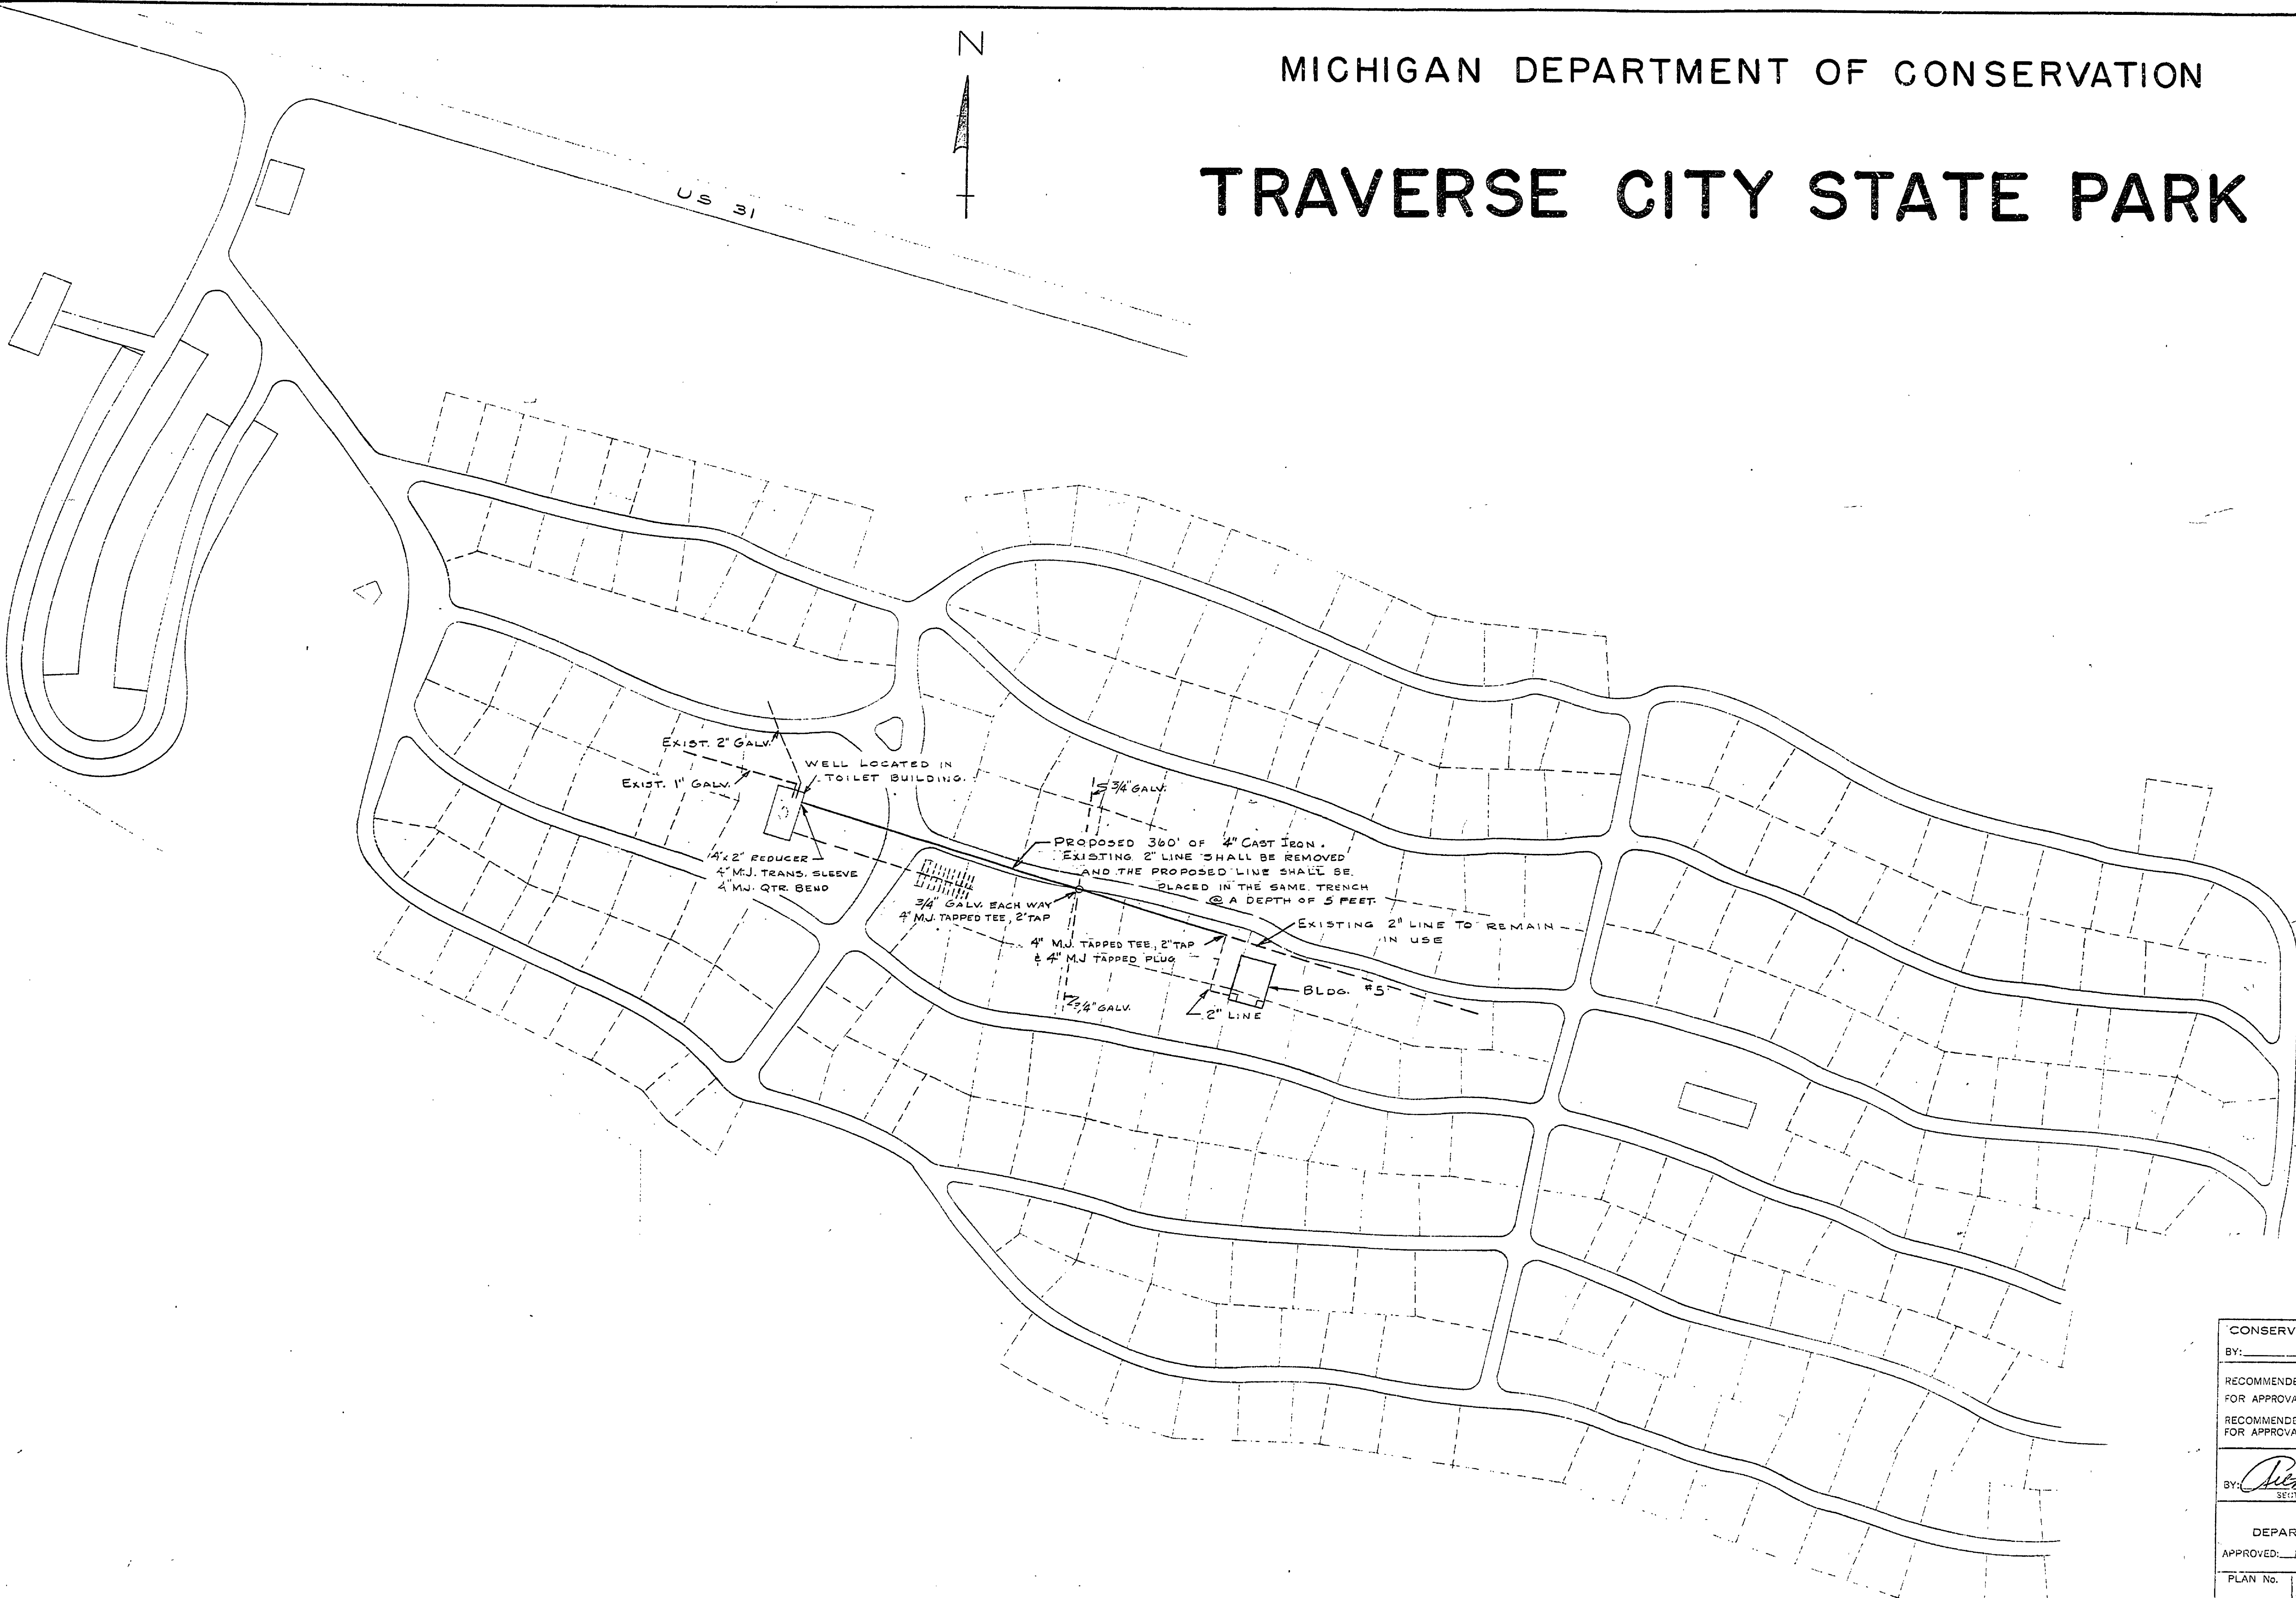 N
MICHIGAN DEPARTMENT OF CONSERVATION
TRAVERSE CITY STATE PARK
US 31
EXIST. 2" GALV.
WELL LOCATED IN
TOILET BUILDING.
EXIST. 1" GALV.
3/4" GALV.
PROPOSED 360' OF 4" CAST IRON.
EXISTING 2" LINE SHALL BE REMOVED
AND THE PROPOSED LINE SHALL BE
PLACED IN THE SAME TRENCH
@ A DEPTH OF 5 FEET.
4"x2" REDUCER
4" M.J. TRANS. SLEEVE
4" M.J. QTR. BEND
3/4" GALV. EACH WAY
4" M.J. TAPPED TEE, 2" TAP
EXISTING 2" LINE TO REMAIN
IN USE
4" M.J. TAPPED TEE, 2" TAP
& 4" M.J. TAPPED PLUG
BLDG. #5
3/4" GALV.
2" LINE
CONSERV
BY:
RECOMMENDE
FOR APPROVA
RECOMMENDE
FOR APPROVA
BY:
SECT
DEPAR
APPROVED:
PLAN No.